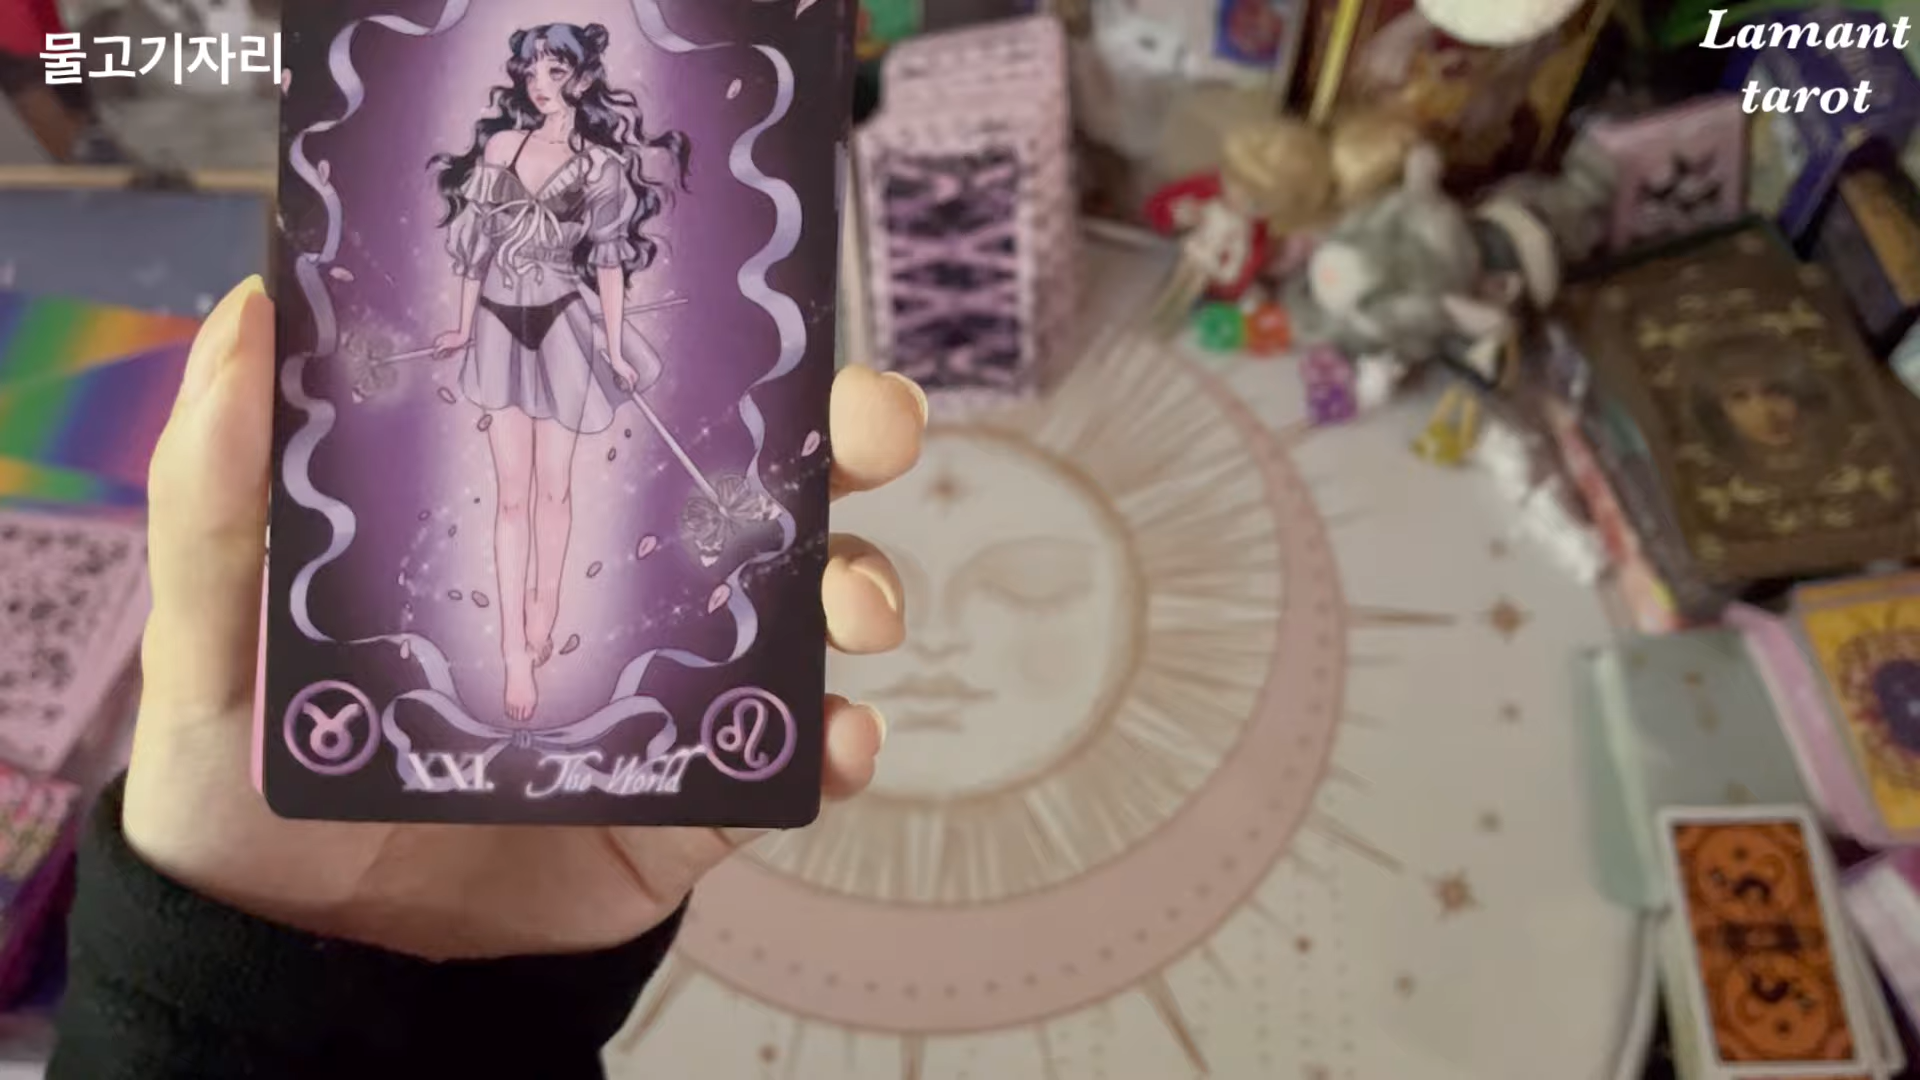 물고기자리
Lamant
tarot
XXI. The World